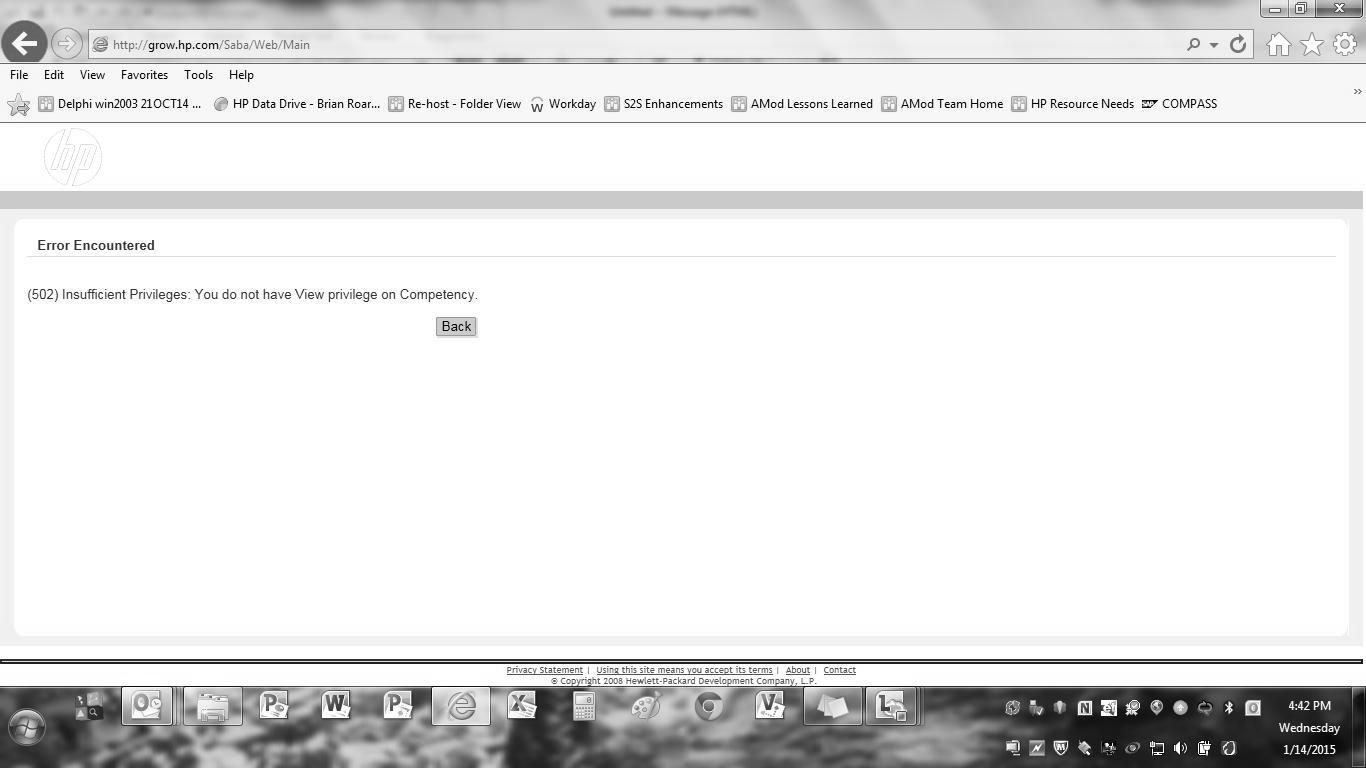 http://grow.hp.com/Saba/Web/Main
File Edit View Favorites Tools Help
Delphi win2003 21OCT14 ... HP Data Drive - Brian Roar... Re-host - Folder View Workday S2S Enhancements AMod Lessons Learned AMod Team Home HP Resource Needs COMPASS
hp
Error Encountered
(502) Insufficient Privileges: You do not have View privilege on Competency.
Back
Privacy Statement | Using this site means you accept its terms | About | Contact
© Copyright 2008 Hewlett-Packard Development Company, L.P.
4:42 PM
Wednesday
1/14/2015